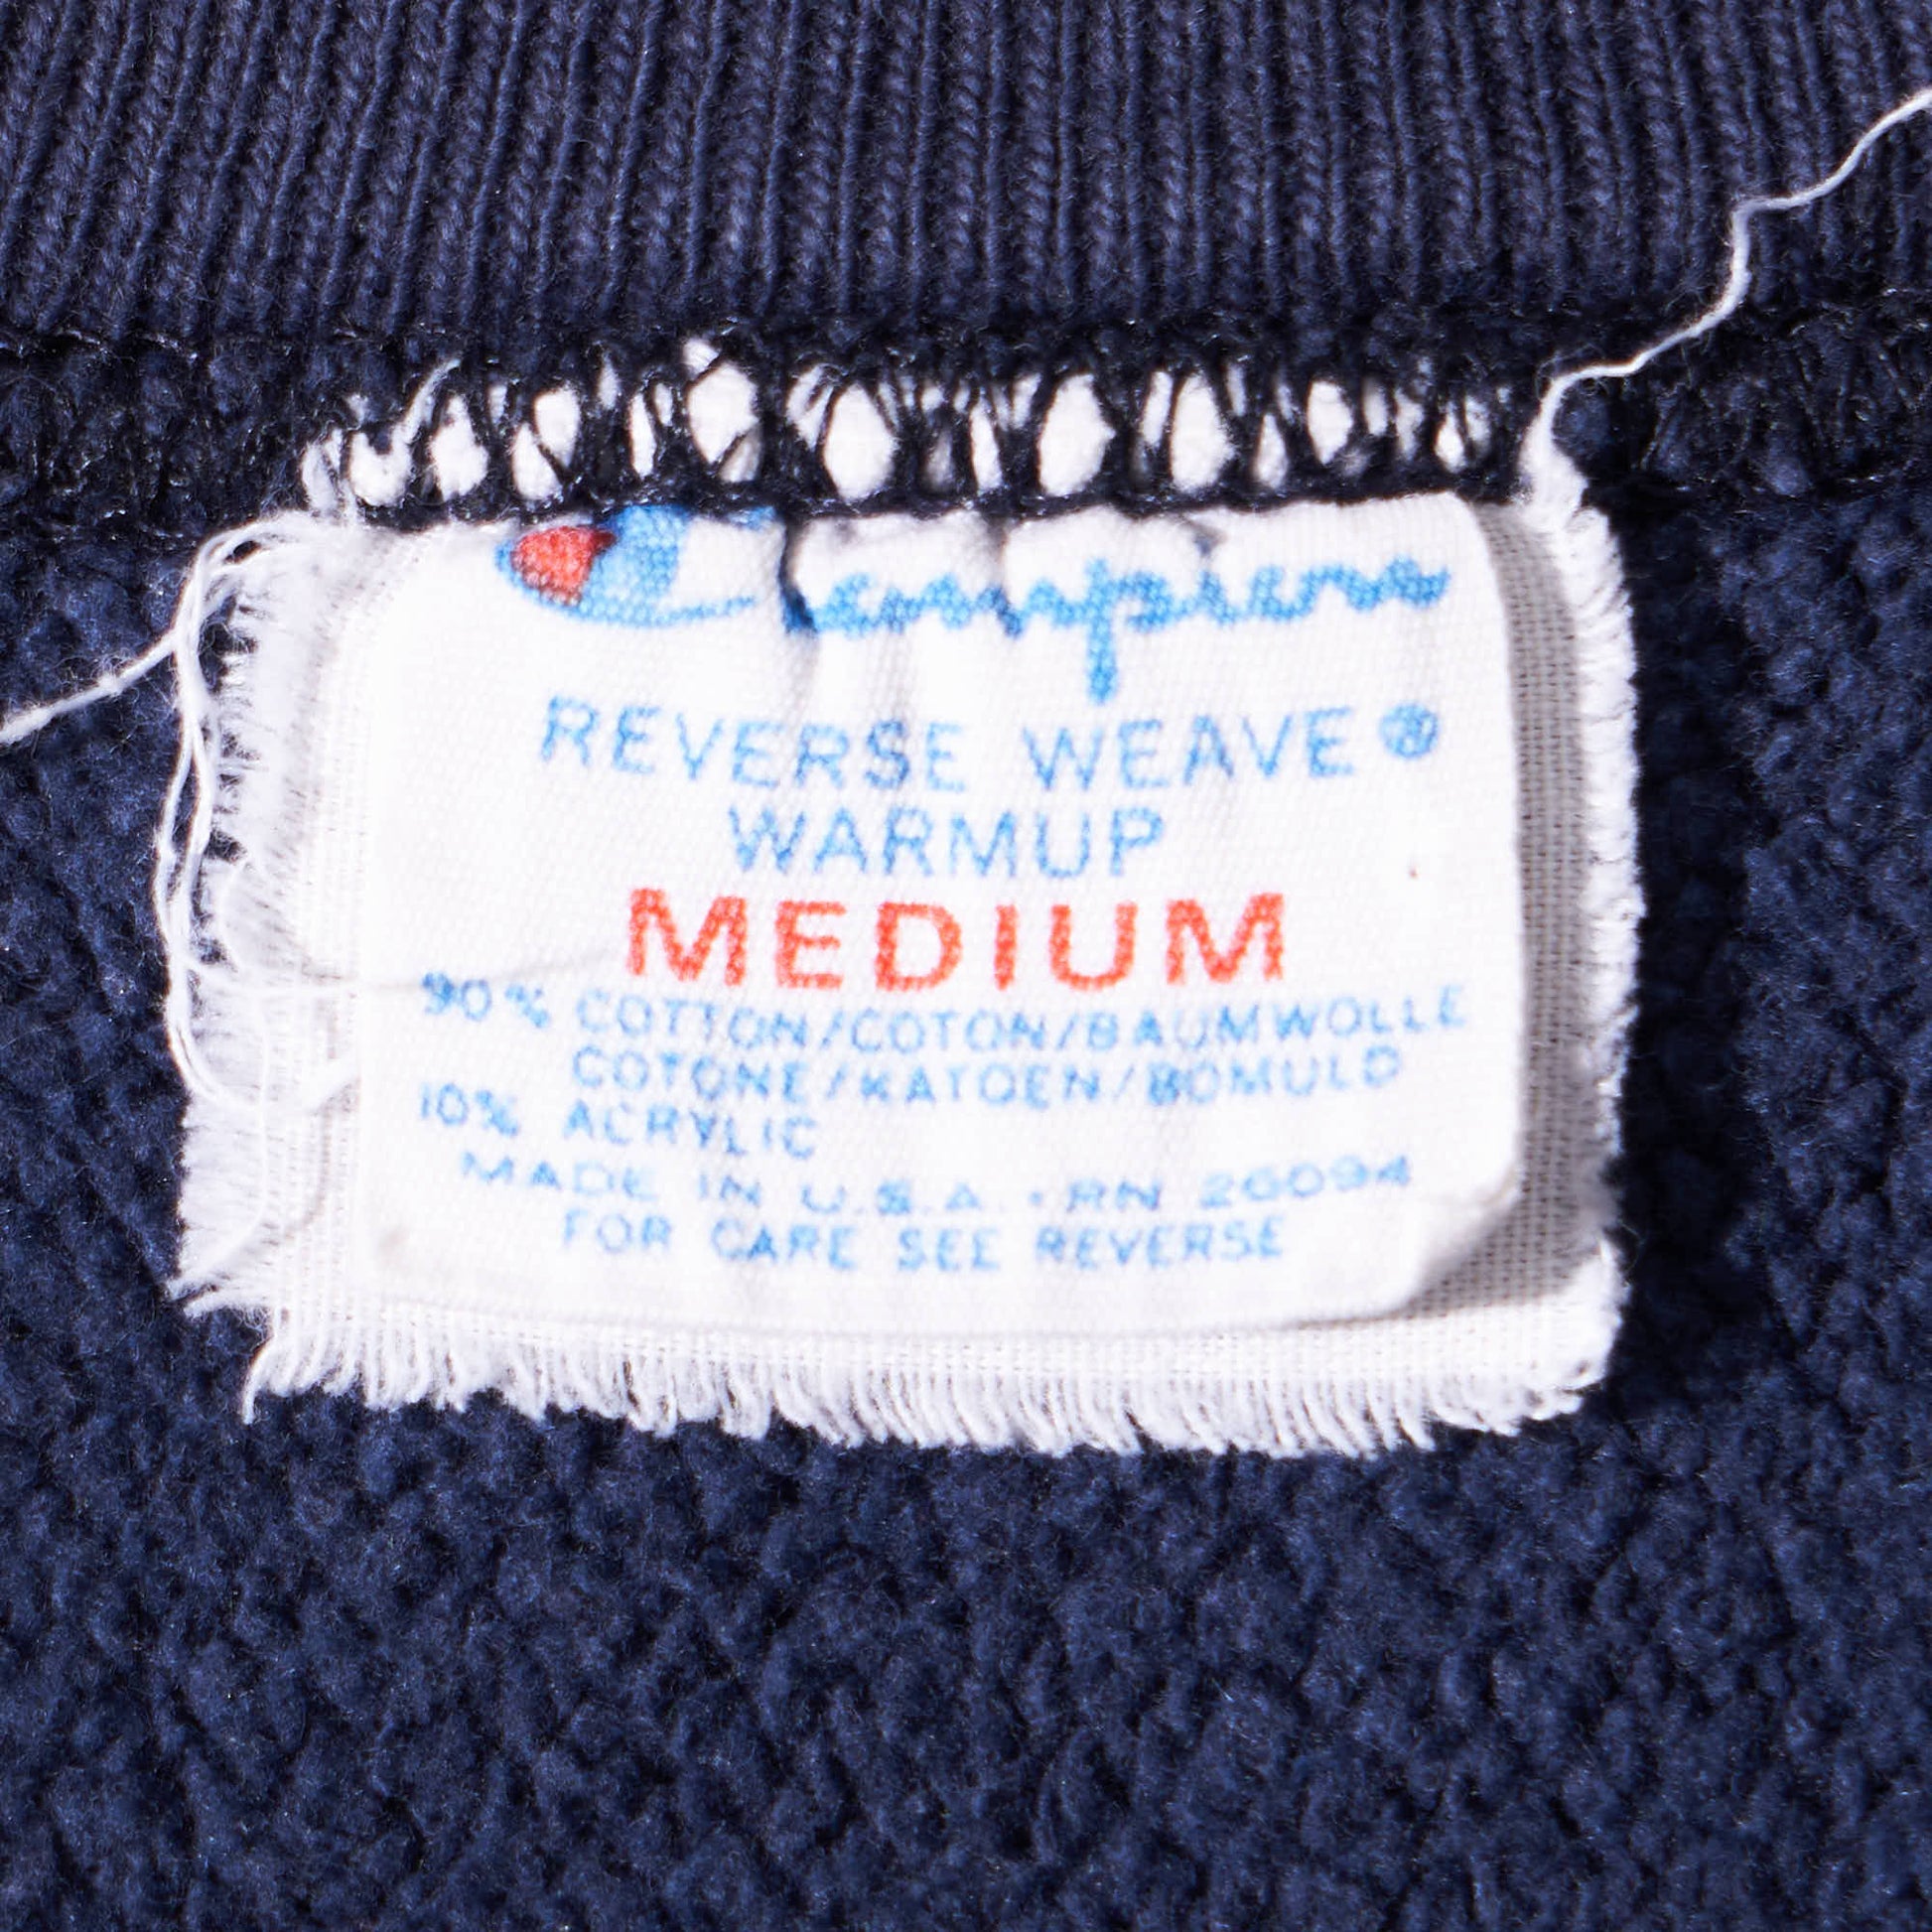 Champion
REVERSE WEAVE®
WARMUP
MEDIUM
90% COTTON/COTON/BAUMWOLLE
COTONE/KATOEN/BOMULD
10% ACRYLIC
MADE IN U.S.A. · RN 26094
FOR CARE SEE REVERSE